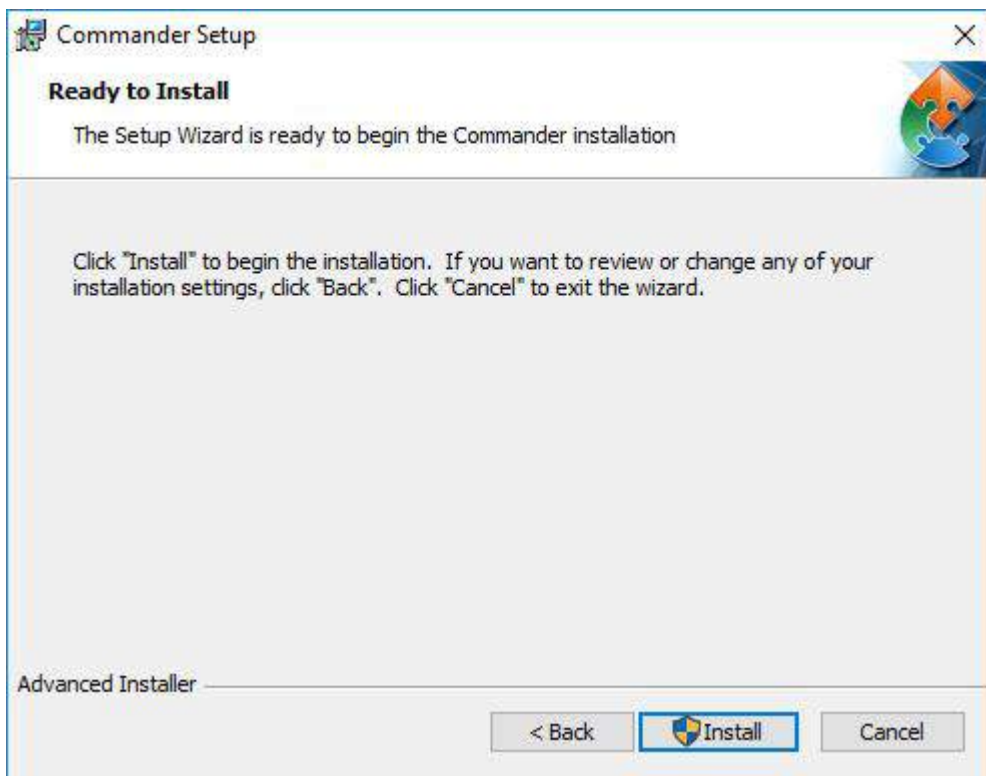 Commander Setup
Ready to Install
The Setup Wizard is ready to begin the Commander installation
Click "Install" to begin the installation.  If you want to review or change any of your
installation settings, click "Back".  Click "Cancel" to exit the wizard.
Advanced Installer
< Back
Install
Cancel